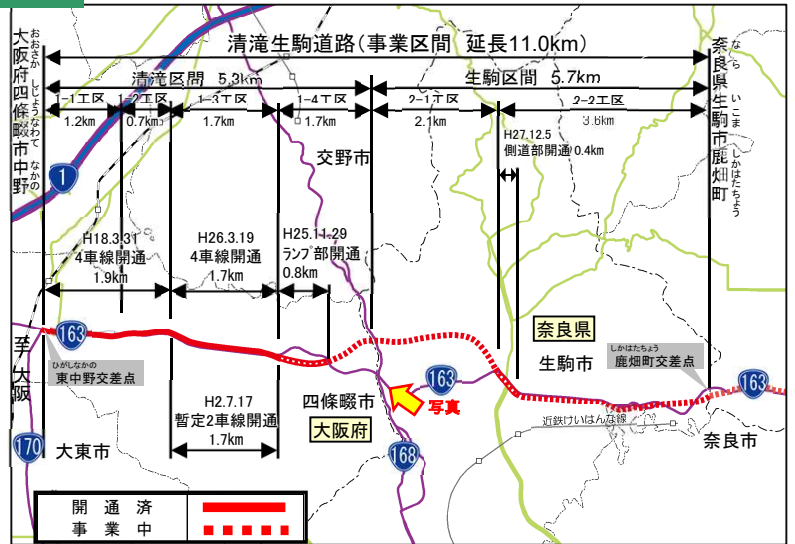 清滝生駒道路(事業区間 延長11.0km)
清滝区間 5.3km
生駒区間 5.7km
1-1工区
1.2km
1-2工区
0.7km
1-3工区
1.7km
1-4工区
1.7km
2-1工区
2.1km
2-2工区
3.6km
おおさか しじょうなわて なかの
大阪府四條畷市中野
なら いこま しかはたちょう
奈良県生駒市鹿畑町
H27.12.5
側道部開通 0.4km
交野市
1
H18.3.31
4車線開通
1.9km
H26.3.19
4車線開通
1.7km
H25.11.29
ランプ部開通
0.8km
163
ひがしなかの
東中野交差点
至大阪
奈良県
生駒市
しかはたちょう
鹿畑町交差点
163
163
写真
H2.7.17
暫定2車線開通
1.7km
四條畷市
大阪府
近鉄けいはんな線
奈良市
170
大東市
168
開通済
事業中